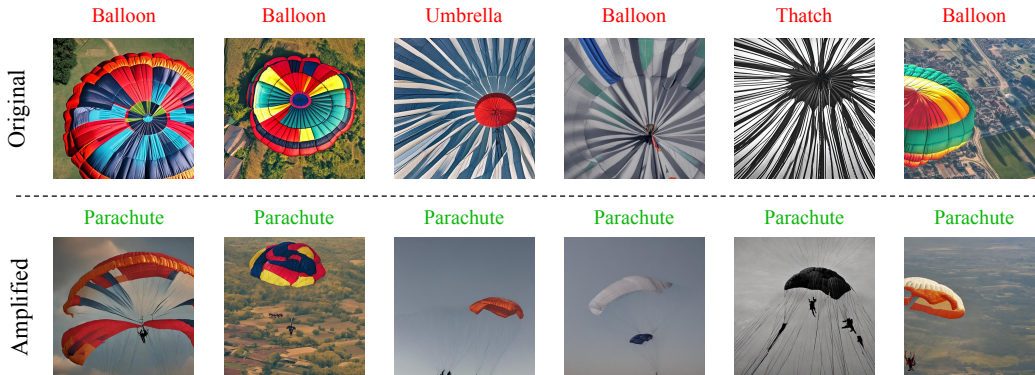 Balloon Balloon Umbrella Balloon Thatch Balloon
Original
Parachute Parachute Parachute Parachute Parachute Parachute
Amplified